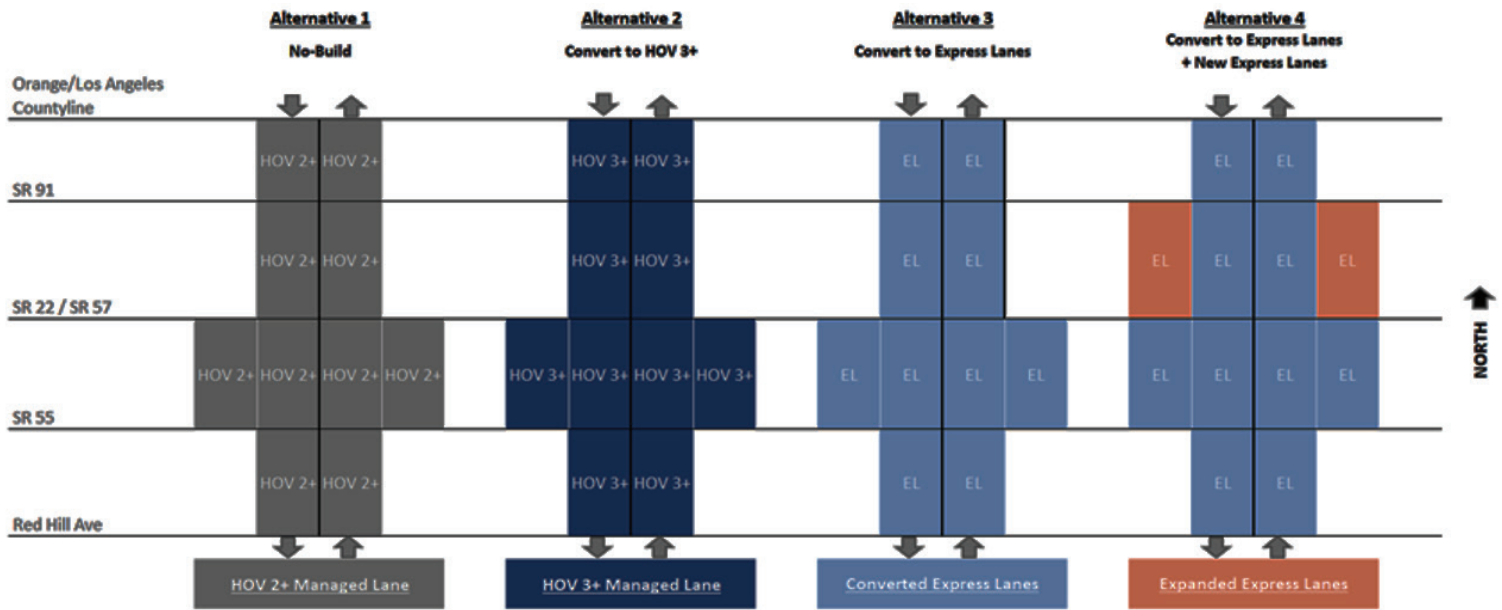 Alternative 1
Alternative 2
Alternative 3
Alternative 4
No-Build
Convert to HOV 3+
Convert to Express Lanes
Convert to Express Lanes
+ New Express Lanes
Orange/Los Angeles
Countyline
HOV 2+ HOV 2+
HOV 3+ HOV 3+
EL EL
EL EL
SR 91
HOV 2+ HOV 2+
HOV 3+ HOV 3+
EL EL
EL EL EL EL
SR 22 / SR 57
HOV 2+ HOV 2+ HOV 2+ HOV 2+
HOV 3+ HOV 3+ HOV 3+ HOV 3+
EL EL EL EL
EL EL EL EL
NORTH
SR 55
HOV 2+ HOV 2+
HOV 3+ HOV 3+
EL EL
EL EL
Red Hill Ave
HOV 2+ Managed Lane
HOV 3+ Managed Lane
Converted Express Lanes
Expanded Express Lanes